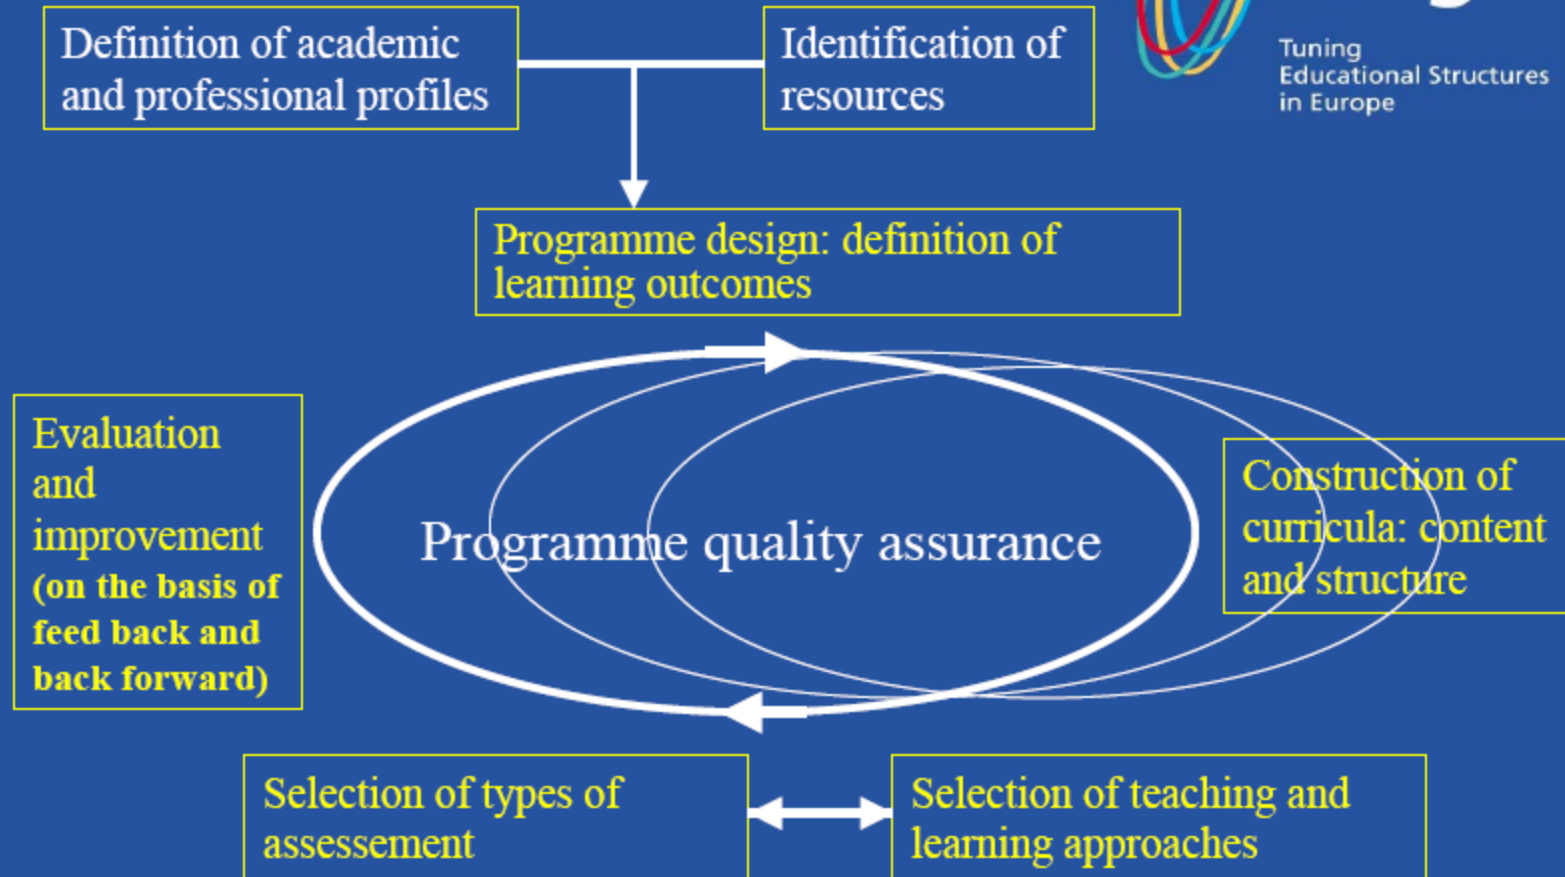 Definition of academic
and professional profiles
Identification of
resources
Tuning
Educational Structures
in Europe
Programme design: definition of
learning outcomes
Evaluation
and
improvement
(on the basis of
feed back and
back forward)
Programme quality assurance
Construction of
curricula: content
and structure
Selection of types of
assessement
Selection of teaching and
learning approaches